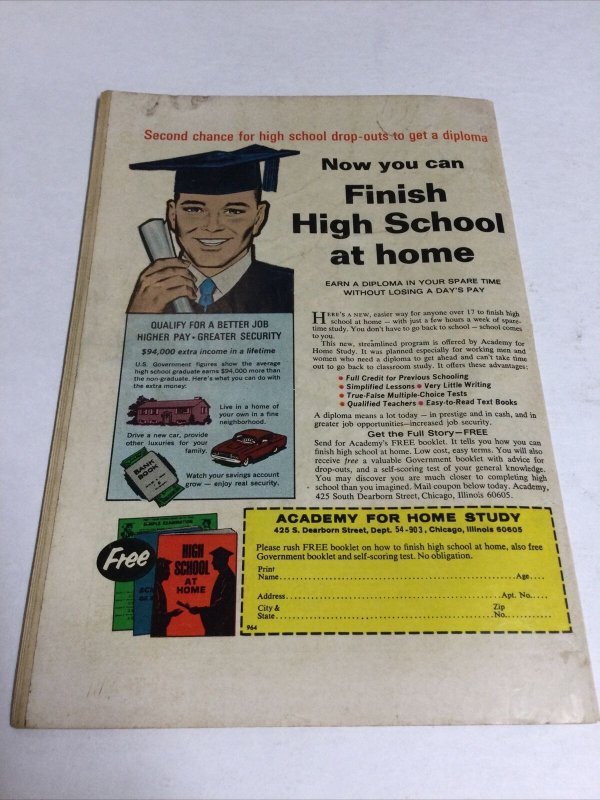 Second chance for high school drop-outs to get a diploma
Now you can
Finish
High School
at home
EARN A DIPLOMA IN YOUR SPARE TIME
WITHOUT LOSING A DAY'S PAY
HERE'S A NEW, easier way for anyone over 17 to finish high
school at home -- with just a few hours a week of spare-
time study. You don't have to go back to school -- school comes
to you.
This new, streamlined program is offered by Academy for
Home Study. It was planned especially for working men and
women who need a diploma to get ahead and can't take time
out to go back to classroom study. It offers these advantages:
• Full Credit for Previous Schooling
• Simplified Lessons • Very Little Writing
• True-False Multiple-Choice Tests
• Qualified Teachers • Easy-to-Read Text Books
A diploma means a lot today — in prestige and in cash, and in
greater job opportunities—increased job security.
Get the Full Story—FREE
Send for Academy's FREE booklet. It tells you how you can
finish high school at home. Low cost, easy terms. You will also
receive free a valuable Government booklet with advice for
drop-outs, and a self-scoring test of your general knowledge.
You may discover you are much closer to completing high
school than you imagined. Mail coupon below today. Academy,
425 South Dearborn Street, Chicago, Illinois 60605.
QUALIFY FOR A BETTER JOB
HIGHER PAY • GREATER SECURITY
$94,000 extra income in a lifetime
U.S. Government figures show the average
high school graduate earns $94,000 more than
the non-graduate. Here's what you can do with
the extra money.
Live in a home of
your own in a fine
neighborhood.
Drive a new car, provide
other luxuries for your
family.
BANK
BOOK
Watch your savings account
grow — enjoy real security.
Free
SAMPLE EXAMINATION
HIGH
SCHOOL
AT
HOME
ACADEMY FOR HOME STUDY
425 S. Dearborn Street, Dept. 54-903, Chicago, Illinois 60605
Please rush FREE booklet on how to finish high school at home, also free
Government booklet and self-scoring test. No obligation.
Print
Name Age
Address Apt. No.
City & Zip
State No.
964